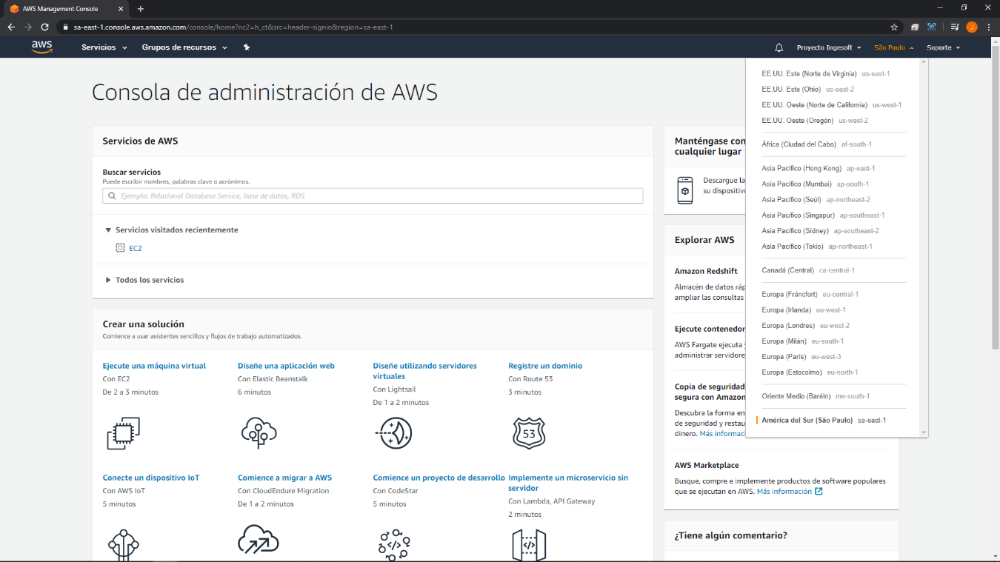 AWS Management Console
sa-east-1.console.aws.amazon.com/console/home?nc2=h_ct&src=header-signin&region=sa-east-1
J
aws
Servicios
Grupos de recursos
Proyecto Ingesoft
São Paulo
Soporte
Consola de administración de AWS
Servicios de AWS
Buscar servicios
Puede escribir nombres, palabras clave o acrónimos.
Ejemplo: Relational Database Service, base de datos, RDS
Servicios visitados recientemente
EC2
Todos los servicios
Crear una solución
Comience a usar asistentes sencillos y flujos de trabajo automatizados.
Ejecute una máquina virtual
Con EC2
De 2 a 3 minutos
Diseñe una aplicación web
Con Elastic Beanstalk
6 minutos
Diseñe utilizando servidores
virtuales
Con Lightsail
De 1 a 2 minutos
Registre un dominio
Con Route 53
3 minutos
53
Conecte un dispositivo IoT
Con AWS IoT
5 minutos
Comience a migrar a AWS
Con CloudEndure Migration
De 1 a 2 minutos
Comience un proyecto de desarrollo
Con CodeStar
5 minutos
Implemente un microservicio sin
servidor
Con Lambda, API Gateway
2 minutos
</>
</>
Manténgase con
cualquier lugar
Descargue la
su dispositivo
Explorar AWS
Amazon Redshift
Almacén de datos ráp
ampliar las consultas
Ejecute contenedor
AWS Fargate ejecuta y
administrar servidore
Copia de seguridad
segura con Amazon
Descubra la forma en
de seguridad y restau
dinero. Más informaci
AWS Marketplace
Busque, compre e implemente productos de software populares
que se ejecutan en AWS. Más información
¿Tiene algún comentario?
EE.UU. Este (Norte de Virginia) us-east-1
EE.UU. Este (Ohio) us-east-2
EE.UU. Oeste (Norte de California) us-west-1
EE.UU. Oeste (Oregón) us-west-2
África (Ciudad del Cabo) af-south-1
Asia Pacífico (Hong Kong) ap-east-1
Asia Pacífico (Mumbai) ap-south-1
Asia Pacífico (Seúl) ap-northeast-2
Asia Pacífico (Singapur) ap-southeast-1
Asia Pacífico (Sídney) ap-southeast-2
Asia Pacífico (Tokio) ap-northeast-1
Canadá (Central) ca-central-1
Europa (Fráncfort) eu-central-1
Europa (Irlanda) eu-west-1
Europa (Londres) eu-west-2
Europa (Milán) eu-south-1
Europa (París) eu-west-3
Europa (Estocolmo) eu-north-1
Oriente Medio (Baréin) me-south-1
América del Sur (São Paulo) sa-east-1